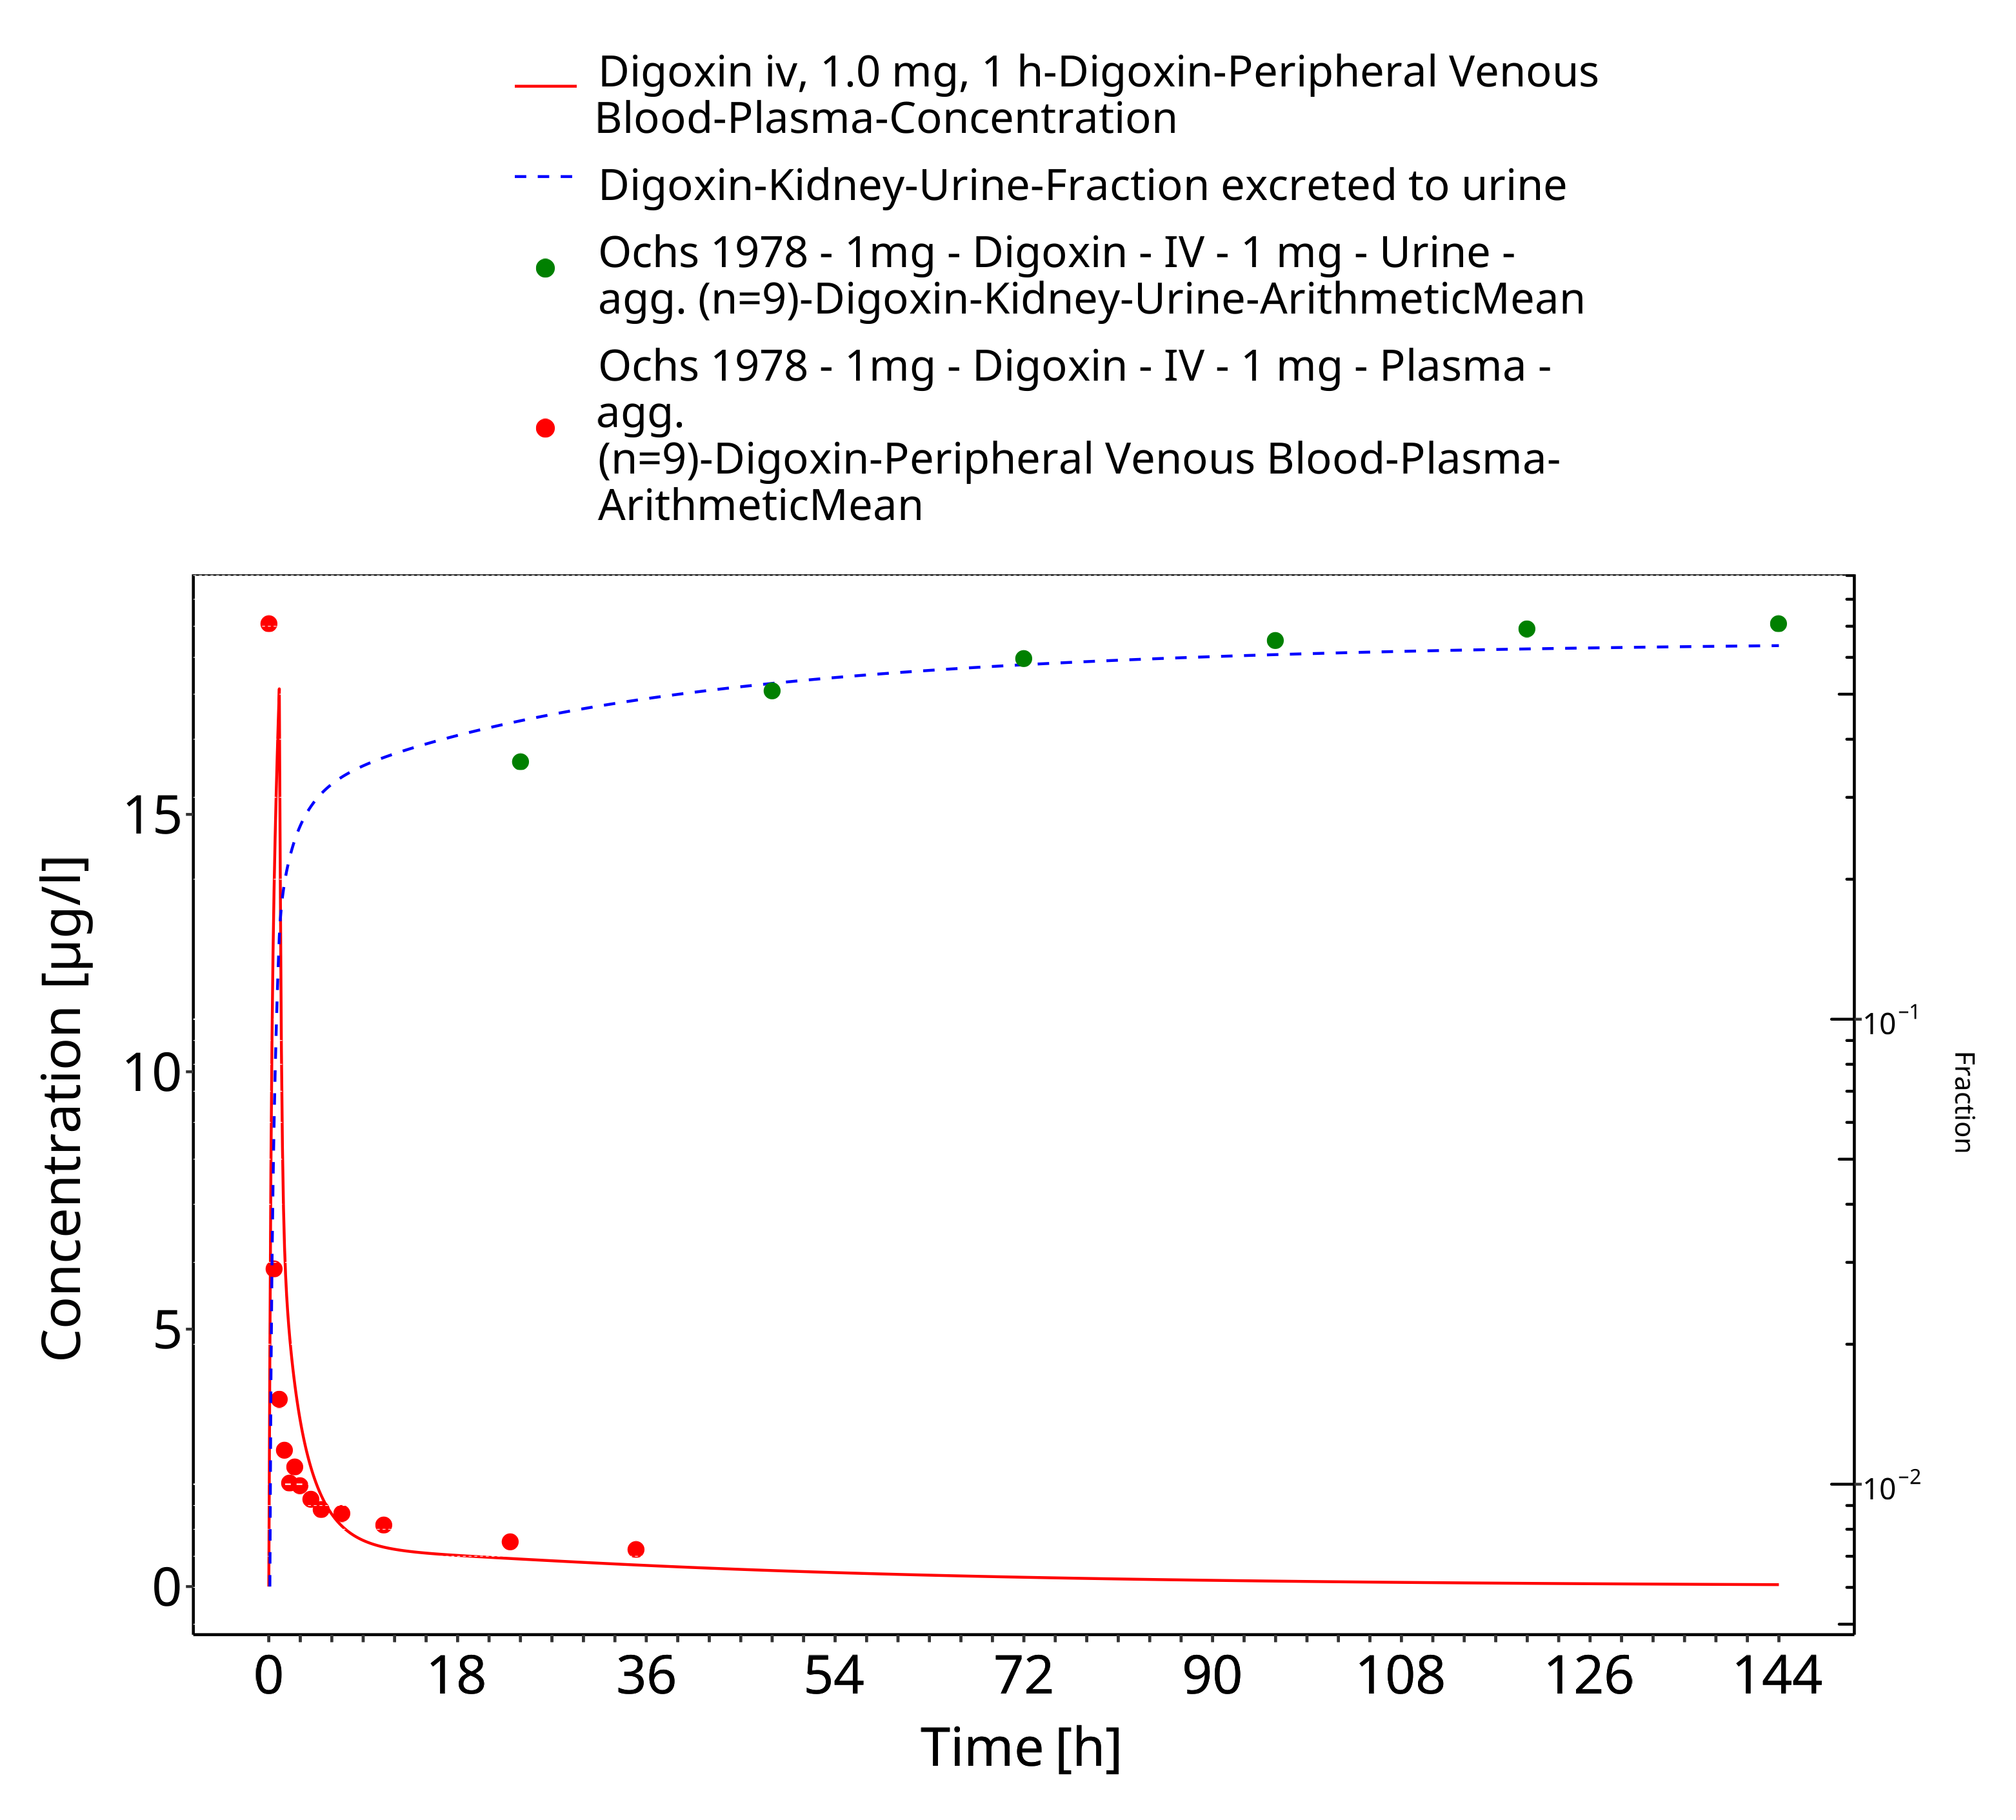 Digoxin iv, 1.0 mg, 1 h-Digoxin-Peripheral Venous
Blood-Plasma-Concentration
Digoxin-Kidney-Urine-Fraction excreted to urine
Ochs 1978 - 1mg - Digoxin - IV - 1 mg - Urine -
agg. (n=9)-Digoxin-Kidney-Urine-ArithmeticMean
Ochs 1978 - 1mg - Digoxin - IV - 1 mg - Plasma -
agg.
(n=9)-Digoxin-Peripheral Venous Blood-Plasma-
ArithmeticMean
Concentration [µg/l]
15
10
5
0
10⁻¹
10⁻²
Fraction
0 18 36 54 72 90 108 126 144
Time [h]